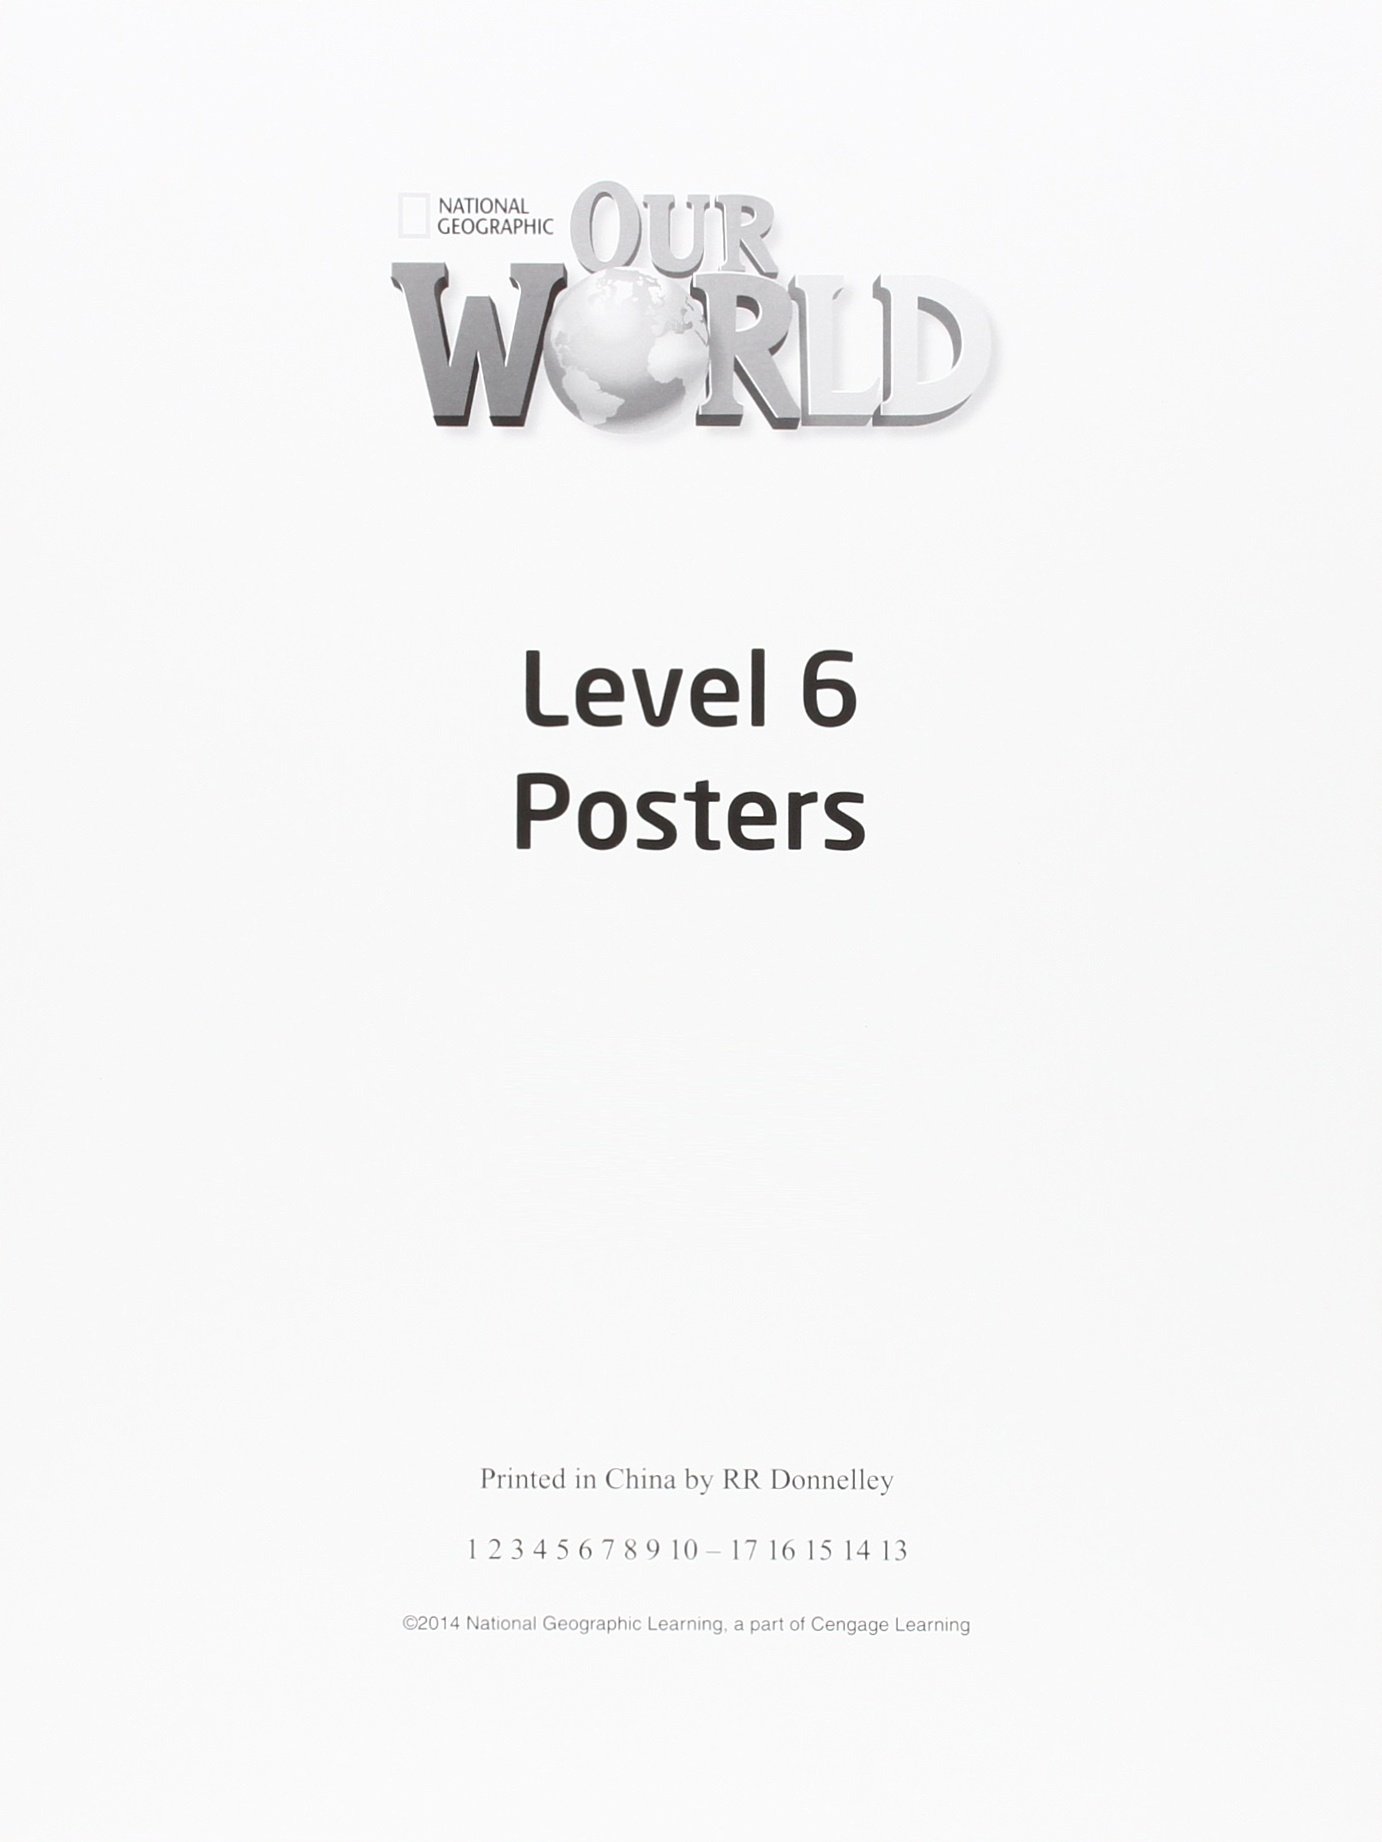 NATIONAL
GEOGRAPHIC
OUR
WORLD
Level 6
Posters
Printed in China by RR Donnelley
1 2 3 4 5 6 7 8 9 10 – 17 16 15 14 13
©2014 National Geographic Learning, a part of Cengage Learning